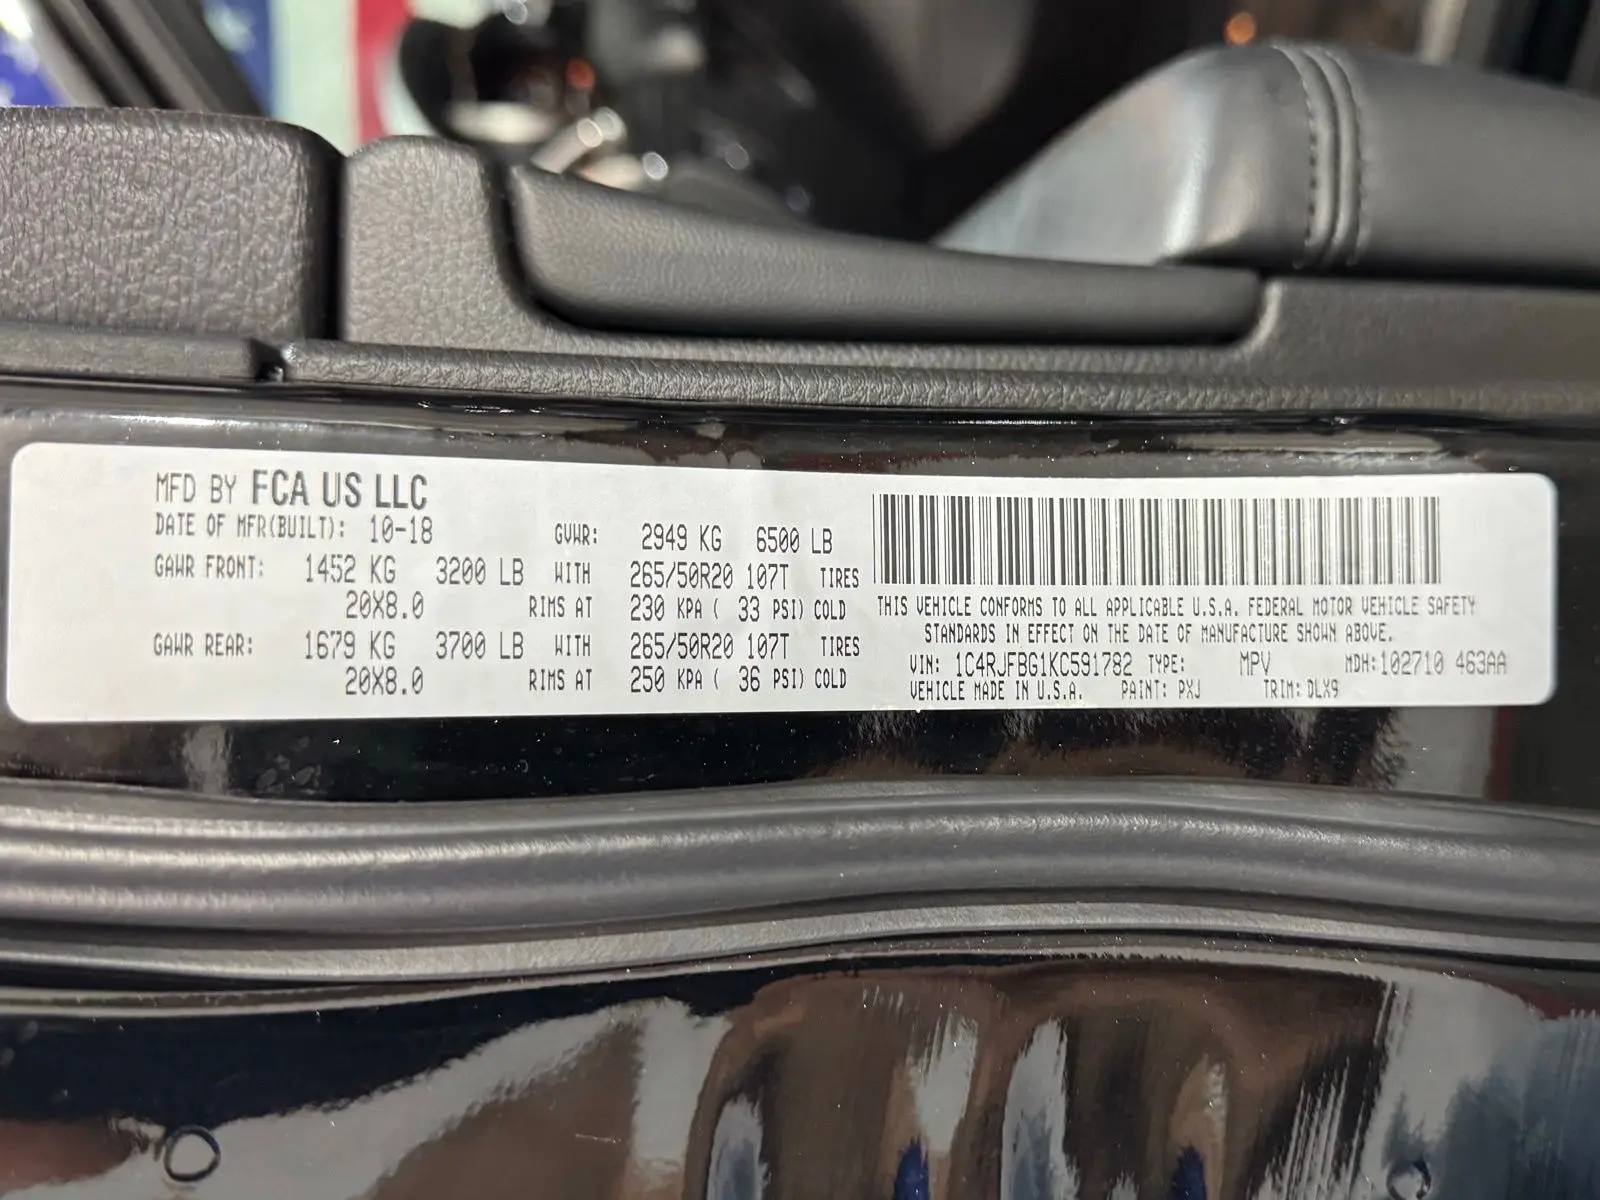 MFD BY FCA US LLC
DATE OF MFR(BUILT): 10-18 GVWR: 2949 KG 6500 LB
GAWR FRONT: 1452 KG 3200 LB WITH 265/50R20 107T TIRES
20X8.0 RIMS AT 230 KPA ( 33 PSI) COLD
GAWR REAR: 1679 KG 3700 LB WITH 265/50R20 107T TIRES
20X8.0 RIMS AT 250 KPA ( 36 PSI) COLD
THIS VEHICLE CONFORMS TO ALL APPLICABLE U.S.A. FEDERAL MOTOR VEHICLE SAFETY
STANDARDS IN EFFECT ON THE DATE OF MANUFACTURE SHOWN ABOVE.
VIN: 1C4RJFBG1KC591782 TYPE: MPV MDH:102710 463AA
VEHICLE MADE IN U.S.A. PAINT: PXJ TRIM: DLX9